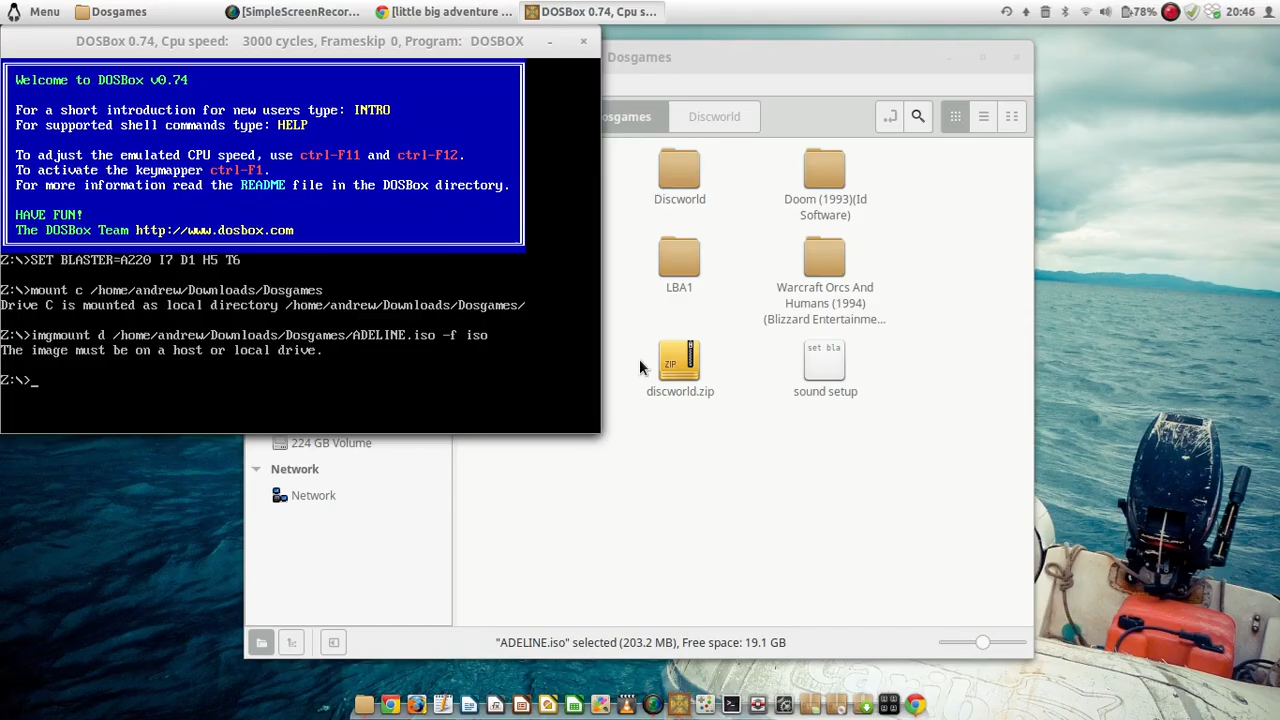 Menu
Dosgames
[SimpleScreenRecor...
[little big adventure ...
DOSBox 0.74, Cpu s...
78%
20:46
DOSBox 0.74, Cpu speed: 3000 cycles, Frameskip 0, Program: DOSBOX
Welcome to DOSBox v0.74
For a short introduction for new users type: INTRO
For supported shell commands type: HELP
To adjust the emulated CPU speed, use ctrl-F11 and ctrl-F12.
To activate the keymapper ctrl-F1.
For more information read the README file in the DOSBox directory.
HAVE FUN!
The DOSBox Team http://www.dosbox.com
Z:\>SET BLASTER=A220 I7 D1 H5 T6
Z:\>mount c /home/andrew/Downloads/Dosgames
Drive C is mounted as local directory /home/andrew/Downloads/Dosgames/
Z:\>imgmount d /home/andrew/Downloads/Dosgames/ADELINE.iso -f iso
The image must be on a host or local drive.
Z:\>_
Dosgames
osgames
Discworld
Discworld
Doom (1993)(Id
Software)
LBA1
Warcraft Orcs And
Humans (1994)
(Blizzard Entertainme...
ZIP
discworld.zip
set bla
sound setup
224 GB Volume
Network
Network
"ADELINE.iso" selected (203.2 MB), Free space: 19.1 GB